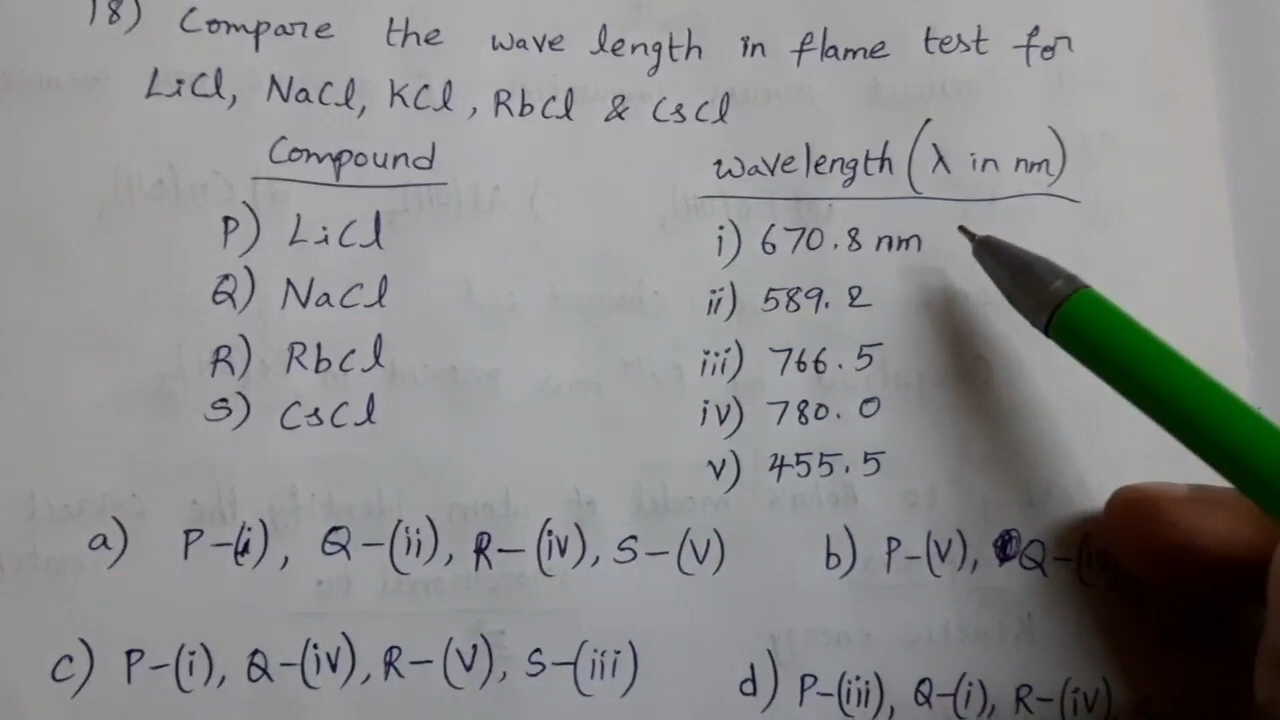 18) Compare the wave length in flame test for
LiCl, NaCl, KCl, RbCl & CsCl
Compound
Wavelength (λ in nm)
P) LiCl
i) 670.8 nm
Q) NaCl
ii) 589.2
R) RbCl
iii) 766.5
S) CsCl
iv) 780.0
v) 455.5
a) P-(i), Q-(ii), R-(iv), S-(V)
b) P-(V), Q-(iv)
c) P-(i), Q-(iv), R-(V), S-(iii)
d) P-(iii), Q-(i), R-(iv)